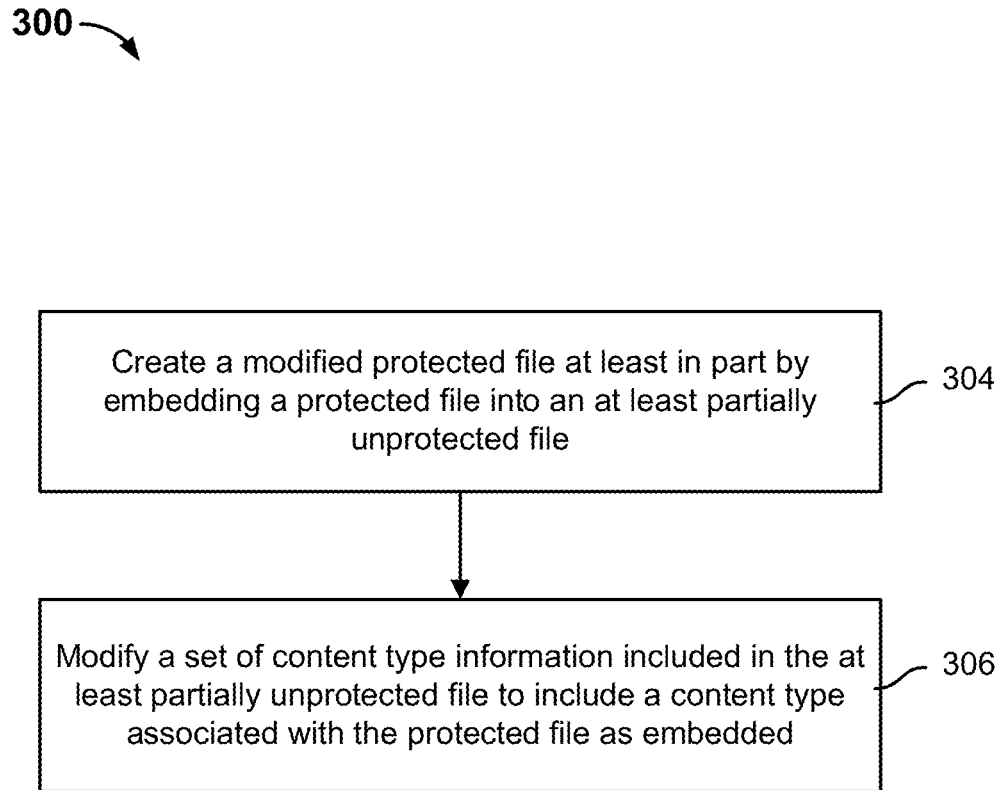 300
Create a modified protected file at least in part by
embedding a protected file into an at least partially
unprotected file
304
Modify a set of content type information included in the at
least partially unprotected file to include a content type
associated with the protected file as embedded
306